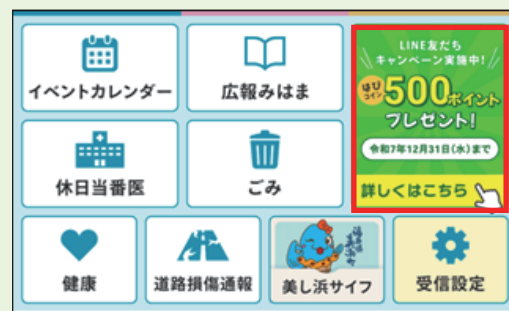 イベントカレンダー
広報みはま
LINE友だち
キャンペーン実施中!
はぴ
コイン
500ポイント
プレゼント!
令和7年12月31日(水)まで
詳しくはこちら
休日当番医
ごみ
健康
道路損傷通報
美し浜サイフ
受信設定